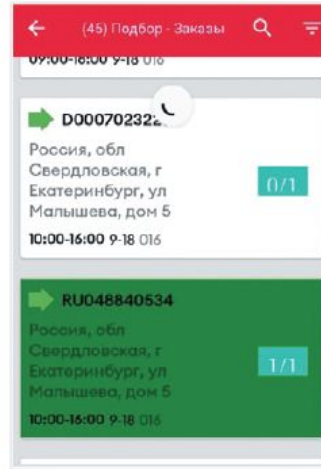 (45) Подбор - Заказы
09:00-18:00 9-18 016
D000702322
Россия, обл
Свердловская, г
Екатеринбург, ул
Малышева, дом 5
0/1
10:00-16:00 9-18 016
RU048840534
Россия, обл
Свердловская, г
Екатеринбург, ул
Малышева, дом 5
1/1
10:00-16:00 9-18 016